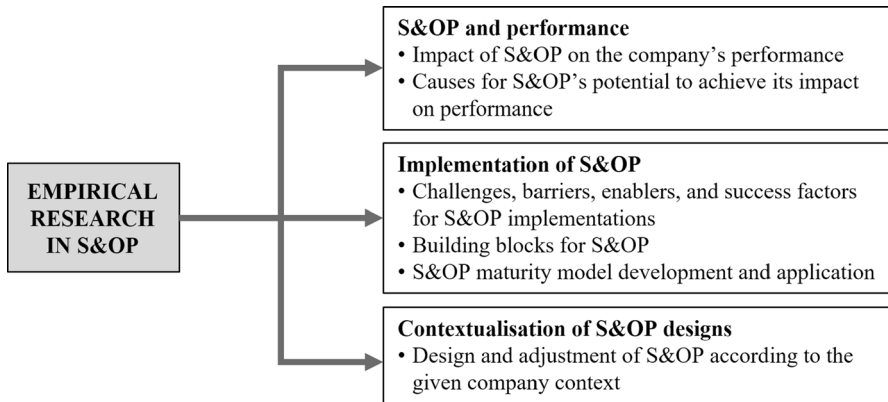 S&OP and performance
• Impact of S&OP on the company's performance
• Causes for S&OP's potential to achieve its impact
on performance
EMPIRICAL
RESEARCH
IN S&OP
Implementation of S&OP
• Challenges, barriers, enablers, and success factors
for S&OP implementations
• Building blocks for S&OP
• S&OP maturity model development and application
Contextualisation of S&OP designs
• Design and adjustment of S&OP according to the
given company context